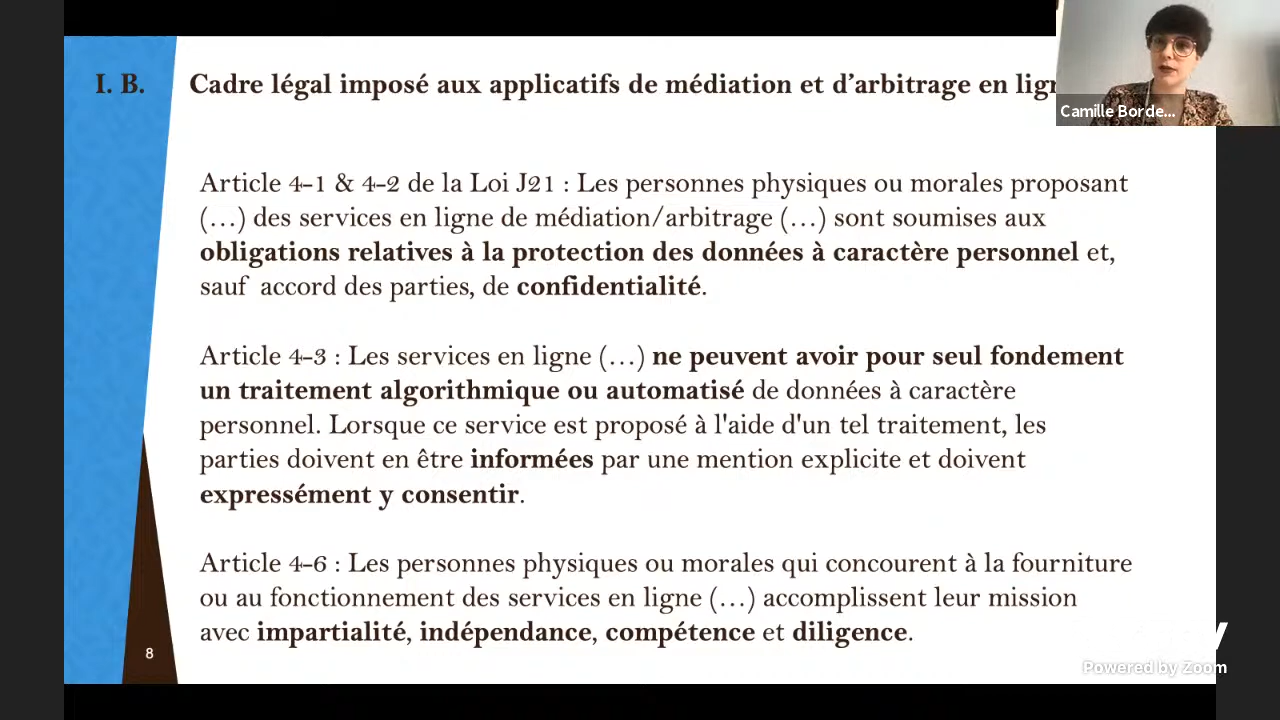 I. B. Cadre légal imposé aux applicatifs de médiation et d’arbitrage en
Camille Borde...
Article 4-1 & 4-2 de la Loi J21 : Les personnes physiques ou morales proposant
(…) des services en ligne de médiation/arbitrage (…) sont soumises aux
obligations relatives à la protection des données à caractère personnel et,
sauf accord des parties, de confidentialité.
Article 4-3 : Les services en ligne (…) ne peuvent avoir pour seul fondement
un traitement algorithmique ou automatisé de données à caractère
personnel. Lorsque ce service est proposé à l'aide d'un tel traitement, les
parties doivent en être informées par une mention explicite et doivent
expressément y consentir.
Article 4-6 : Les personnes physiques ou morales qui concourent à la fourniture
ou au fonctionnement des services en ligne (…) accomplissent leur mission
avec impartialité, indépendance, compétence et diligence.
8
Powered by Zoom